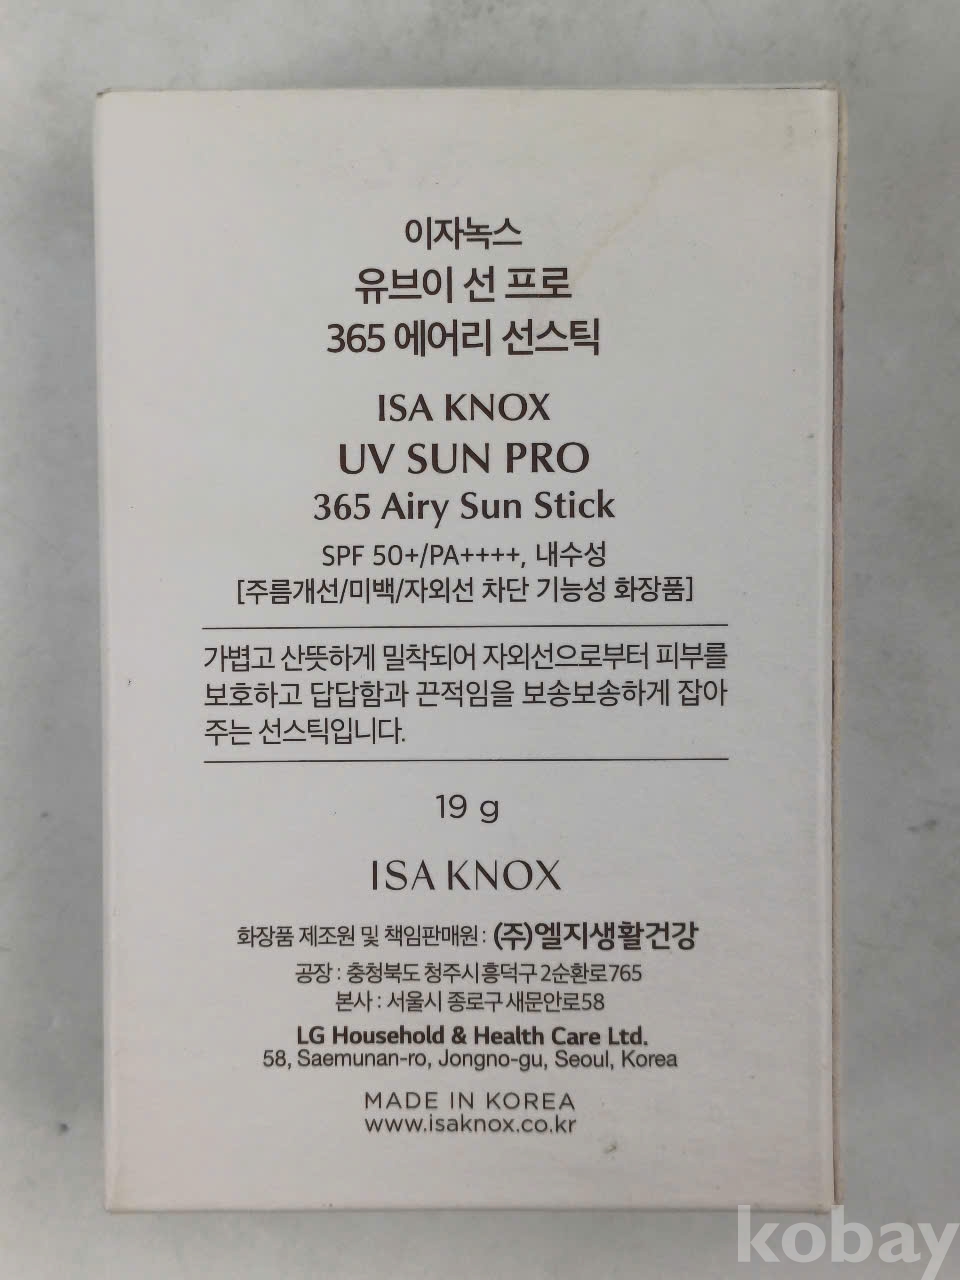 이자녹스
유브이 선 프로
365 에어리 선스틱
ISA KNOX
UV SUN PRO
365 Airy Sun Stick
SPF 50+/PA++++, 내수성
[주름개선/미백/자외선 차단 기능성 화장품]
가볍고 산뜻하게 밀착되어 자외선으로부터 피부를
보호하고 답답함과 끈적임을 보송보송하게 잡아
주는 선스틱입니다.
19 g
ISA KNOX
화장품 제조원 및 책임판매원 : (주)엘지생활건강
공장 : 충청북도 청주시 흥덕구 2순환로 765
본사 : 서울시 종로구 새문안로 58
LG Household & Health Care Ltd.
58, Saemunan-ro, Jongno-gu, Seoul, Korea
MADE IN KOREA
www.isaknox.co.kr
kobay